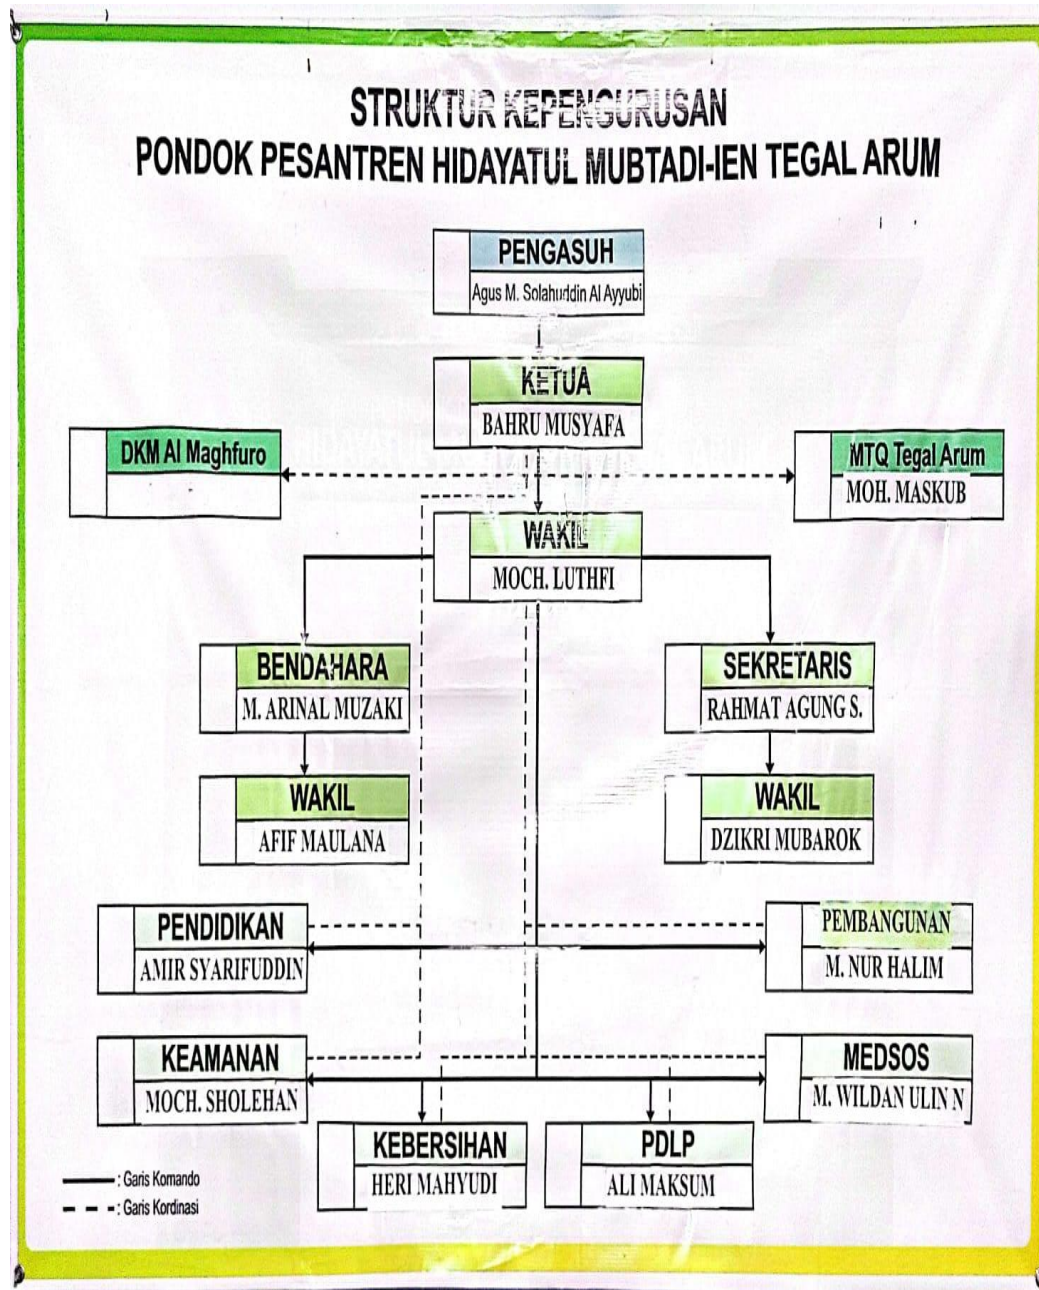 STRUKTUR KEPENGURUSAN
PONDOK PESANTREN HIDAYATUL MUBTADI-IEN TEGAL ARUM
PENGASUH
Agus M. Solahuddin Al Ayyubi
KETUA
BAHRU MUSYAFA
DKM Al Maghfuro
MTQ Tegal Arum
MOH. MASKUB
WAKIL
MOCH. LUTHFI
BENDAHARA
M. ARINAL MUZAKI
SEKRETARIS
RAHMAT AGUNG S.
WAKIL
AFIF MAULANA
WAKIL
DZIKRI MUBAROK
PENDIDIKAN
AMIR SYARIFUDDIN
PEMBANGUNAN
M. NUR HALIM
KEAMANAN
MOCH. SHOLEHAN
MEDSOS
M. WILDAN ULIN N
KEBERSIHAN
HERI MAHYUDI
PDLP
ALI MAKSUM
: Garis Komando
: Garis Kordinasi